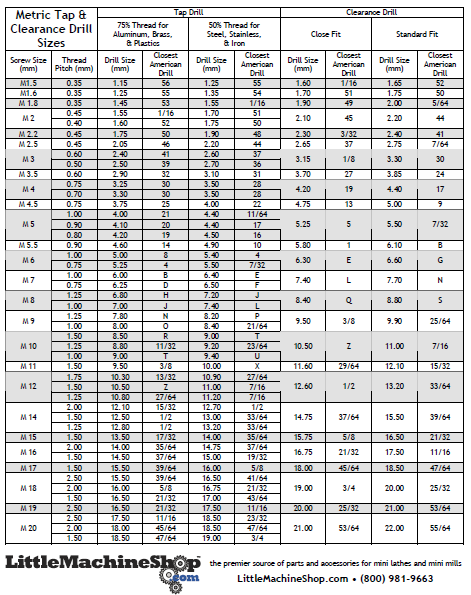 Metric Tap &
Clearance Drill
Sizes
Tap Drill
Clearance Drill
75% Thread for
Aluminum, Brass,
& Plastics
50% Thread for
Steel, Stainless,
& Iron
Close Fit
Standard Fit
Screw Size (mm) Thread Pitch (mm) Drill Size (mm) Closest American Drill Drill Size (mm) Closest American Drill Drill Size (mm) Closest American Drill Drill Size (mm) Closest American Drill
M1.5 0.35 1.15 56 1.25 55 1.60 1/16 1.65 52
M1.6 0.35 1.25 55 1.35 54 1.70 51 1.75 50
M 1.8 0.35 1.45 53 1.55 1/16 1.90 49 2.00 5/64
M 2 0.45 1.55 1/16 1.70 51 2.10 45 2.20 44
0.40 1.60 52 1.75 50
M 2.2 0.45 1.75 50 1.90 48 2.30 3/32 2.40 41
M 2.5 0.45 2.05 46 2.20 44 2.65 37 2.75 7/64
M 3 0.60 2.40 41 2.60 37 3.15 1/8 3.30 30
0.50 2.50 39 2.70 36
M 3.5 0.60 2.90 32 3.10 31 3.70 27 3.85 24
M 4 0.75 3.25 30 3.50 28 4.20 19 4.40 17
0.70 3.30 30 3.50 28
M 4.5 0.75 3.75 25 4.00 22 4.75 13 5.00 9
M 5 1.00 4.00 21 4.40 11/64 5.25 5 5.50 7/32
0.90 4.10 20 4.40 17
0.80 4.20 19 4.50 16
M 5.5 0.90 4.60 14 4.90 10 5.80 1 6.10 B
M 6 1.00 5.00 8 5.40 4 6.30 E 6.60 G
0.75 5.25 4 5.50 7/32
M 7 1.00 6.00 B 6.40 E 7.40 L 7.70 N
0.75 6.25 D 6.50 F
M 8 1.25 6.80 H 7.20 J 8.40 Q 8.80 S
1.00 7.00 J 7.40 L
M 9 1.25 7.80 N 8.20 P 9.50 3/8 9.90 25/64
1.00 8.00 O 8.40 21/64
M 10 1.50 8.50 R 9.00 T 10.50 Z 11.00 7/16
1.25 8.80 11/32 9.20 23/64
1.00 9.00 T 9.40 U
M 11 1.50 9.50 3/8 10.00 X 11.60 29/64 12.10 15/32
M 12 1.75 10.30 13/32 10.90 27/64 12.60 1/2 13.20 33/64
1.50 10.50 Z 11.00 7/16
1.25 10.80 27/64 11.20 7/16
M 14 2.00 12.10 15/32 12.70 1/2 14.75 37/64 15.50 39/64
1.50 12.50 1/2 13.00 33/64
1.25 12.80 1/2 13.20 33/64
M 15 1.50 13.50 17/32 14.00 35/64 15.75 5/8 16.50 21/32
M 16 2.00 14.00 35/64 14.75 37/64 16.75 21/32 17.50 11/16
1.50 14.50 37/64 15.00 19/32
M 17 1.50 15.50 39/64 16.00 5/8 18.00 45/64 18.50 47/64
M 18 2.50 15.50 39/64 16.50 41/64 19.00 3/4 20.00 25/32
2.00 16.00 5/8 16.75 21/32
1.50 16.50 21/32 17.00 43/64
M 19 2.50 16.50 21/32 17.50 11/16 20.00 25/32 21.00 53/64
M 20 2.50 17.50 11/16 18.50 23/32 21.00 53/64 22.00 55/64
2.00 18.00 45/64 18.50 47/64
1.50 18.50 47/64 19.00 3/4
LittleMachineShop.com
the premier source of parts and accessories for mini lathes and mini mills
LittleMachineShop.com • (800) 981-9663